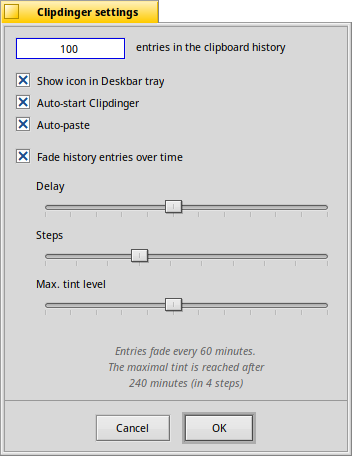 Clipdinger settings
100 entries in the clipboard history
Show icon in Deskbar tray
Auto-start Clipdinger
Auto-paste
Fade history entries over time
Delay
Steps
Max. tint level
Entries fade every 60 minutes.
The maximal tint is reached after
240 minutes (in 4 steps)
Cancel OK